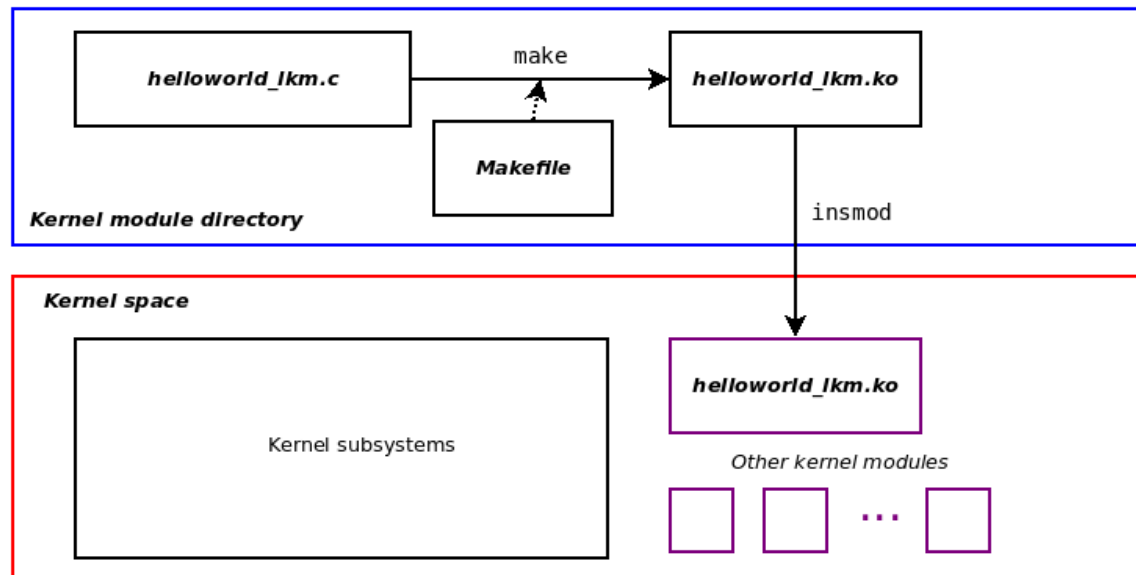 make
helloworld_lkm.c
helloworld_lkm.ko
Makefile
Kernel module directory
insmod
Kernel space
helloworld_lkm.ko
Kernel subsystems
Other kernel modules
...